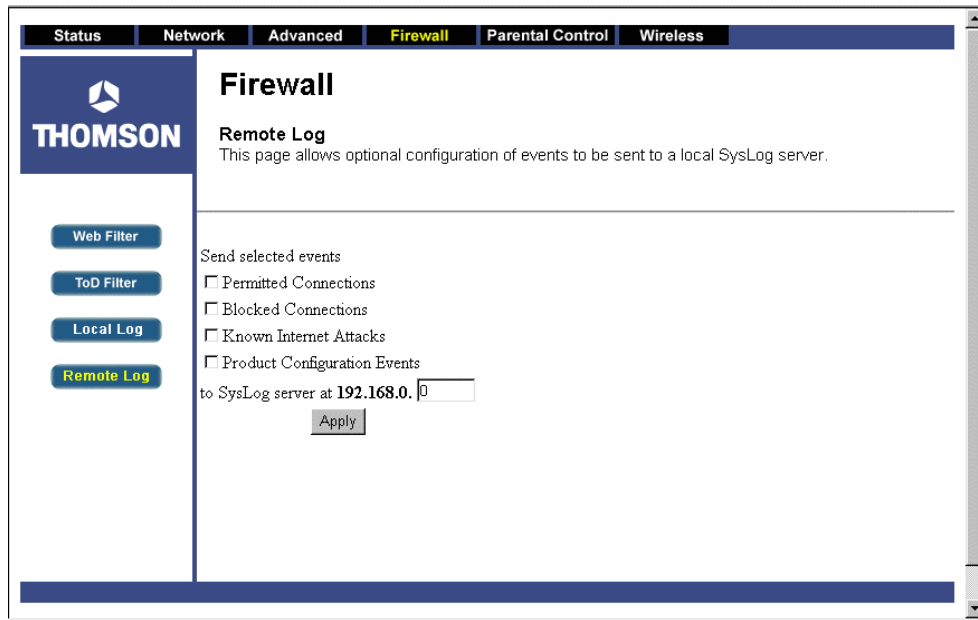 Status Network Advanced Firewall Parental Control Wireless
THOMSON
Firewall
Remote Log
This page allows optional configuration of events to be sent to a local SysLog server.
Web Filter
ToD Filter
Local Log
Remote Log
Send selected events
Permitted Connections
Blocked Connections
Known Internet Attacks
Product Configuration Events
to SysLog server at 192.168.0. 0
Apply